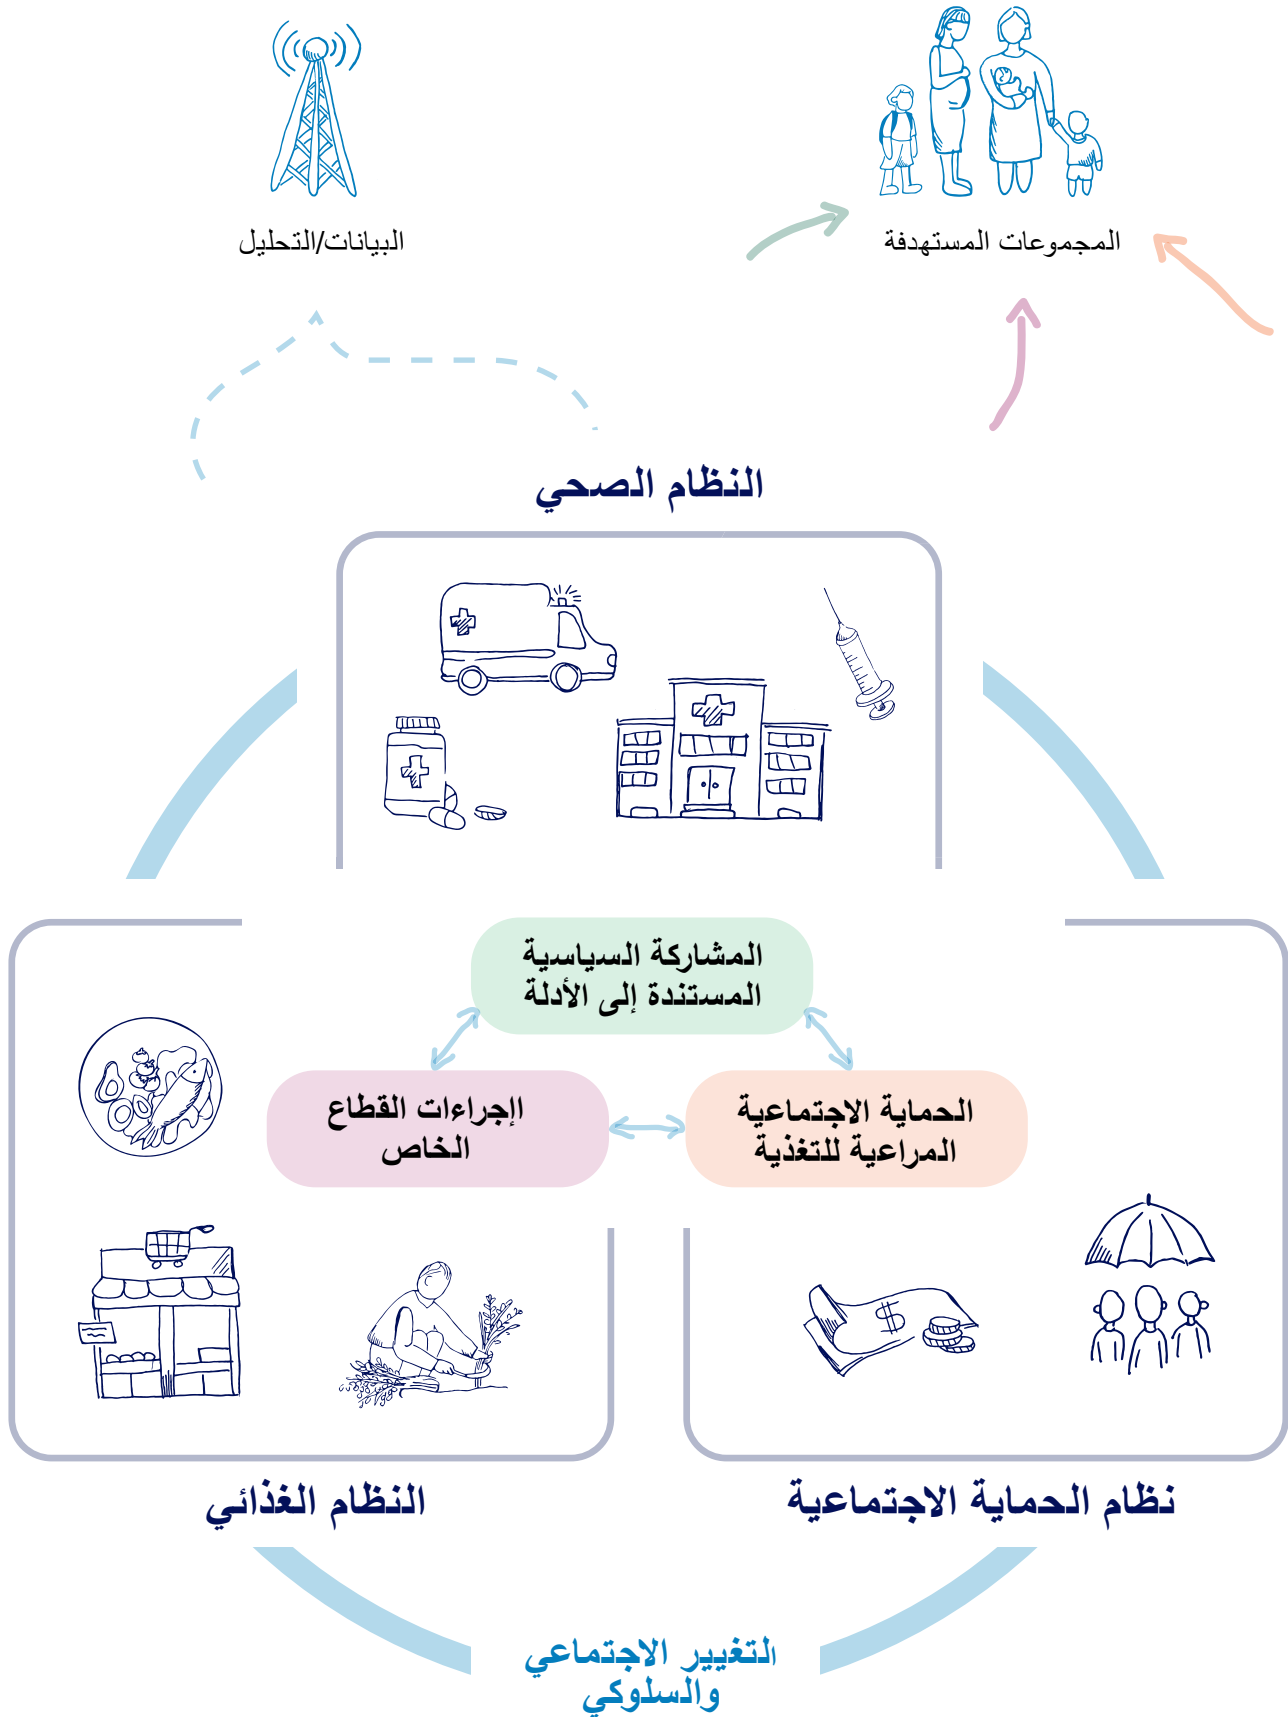 المجموعات المستهدفة
البيانات/التحليل
النظام الصحي
المشاركة السياسية
المستندة إلى الأدلة
الحماية الاجتماعية
المراعية للتغذية
اإجراءات القطاع
الخاص
$
نظام الحماية الاجتماعية
النظام الغذائي
التغيير الاجتماعي
والسلوكي